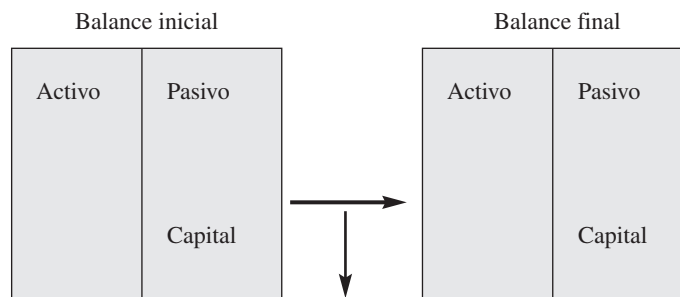 Balance inicial
Balance final
Activo
Pasivo
Activo
Pasivo
Capital
Capital